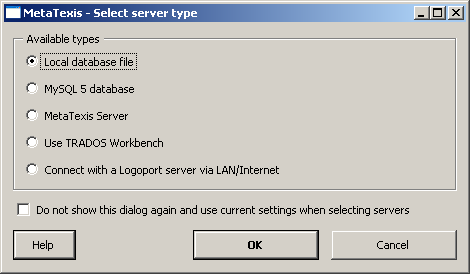 MetaTexis - Select server type
Available types
Local database file
MySQL 5 database
MetaTexis Server
Use TRADOS Workbench
Connect with a Logoport server via LAN/Internet
Do not show this dialog again and use current settings when selecting servers
Help OK Cancel